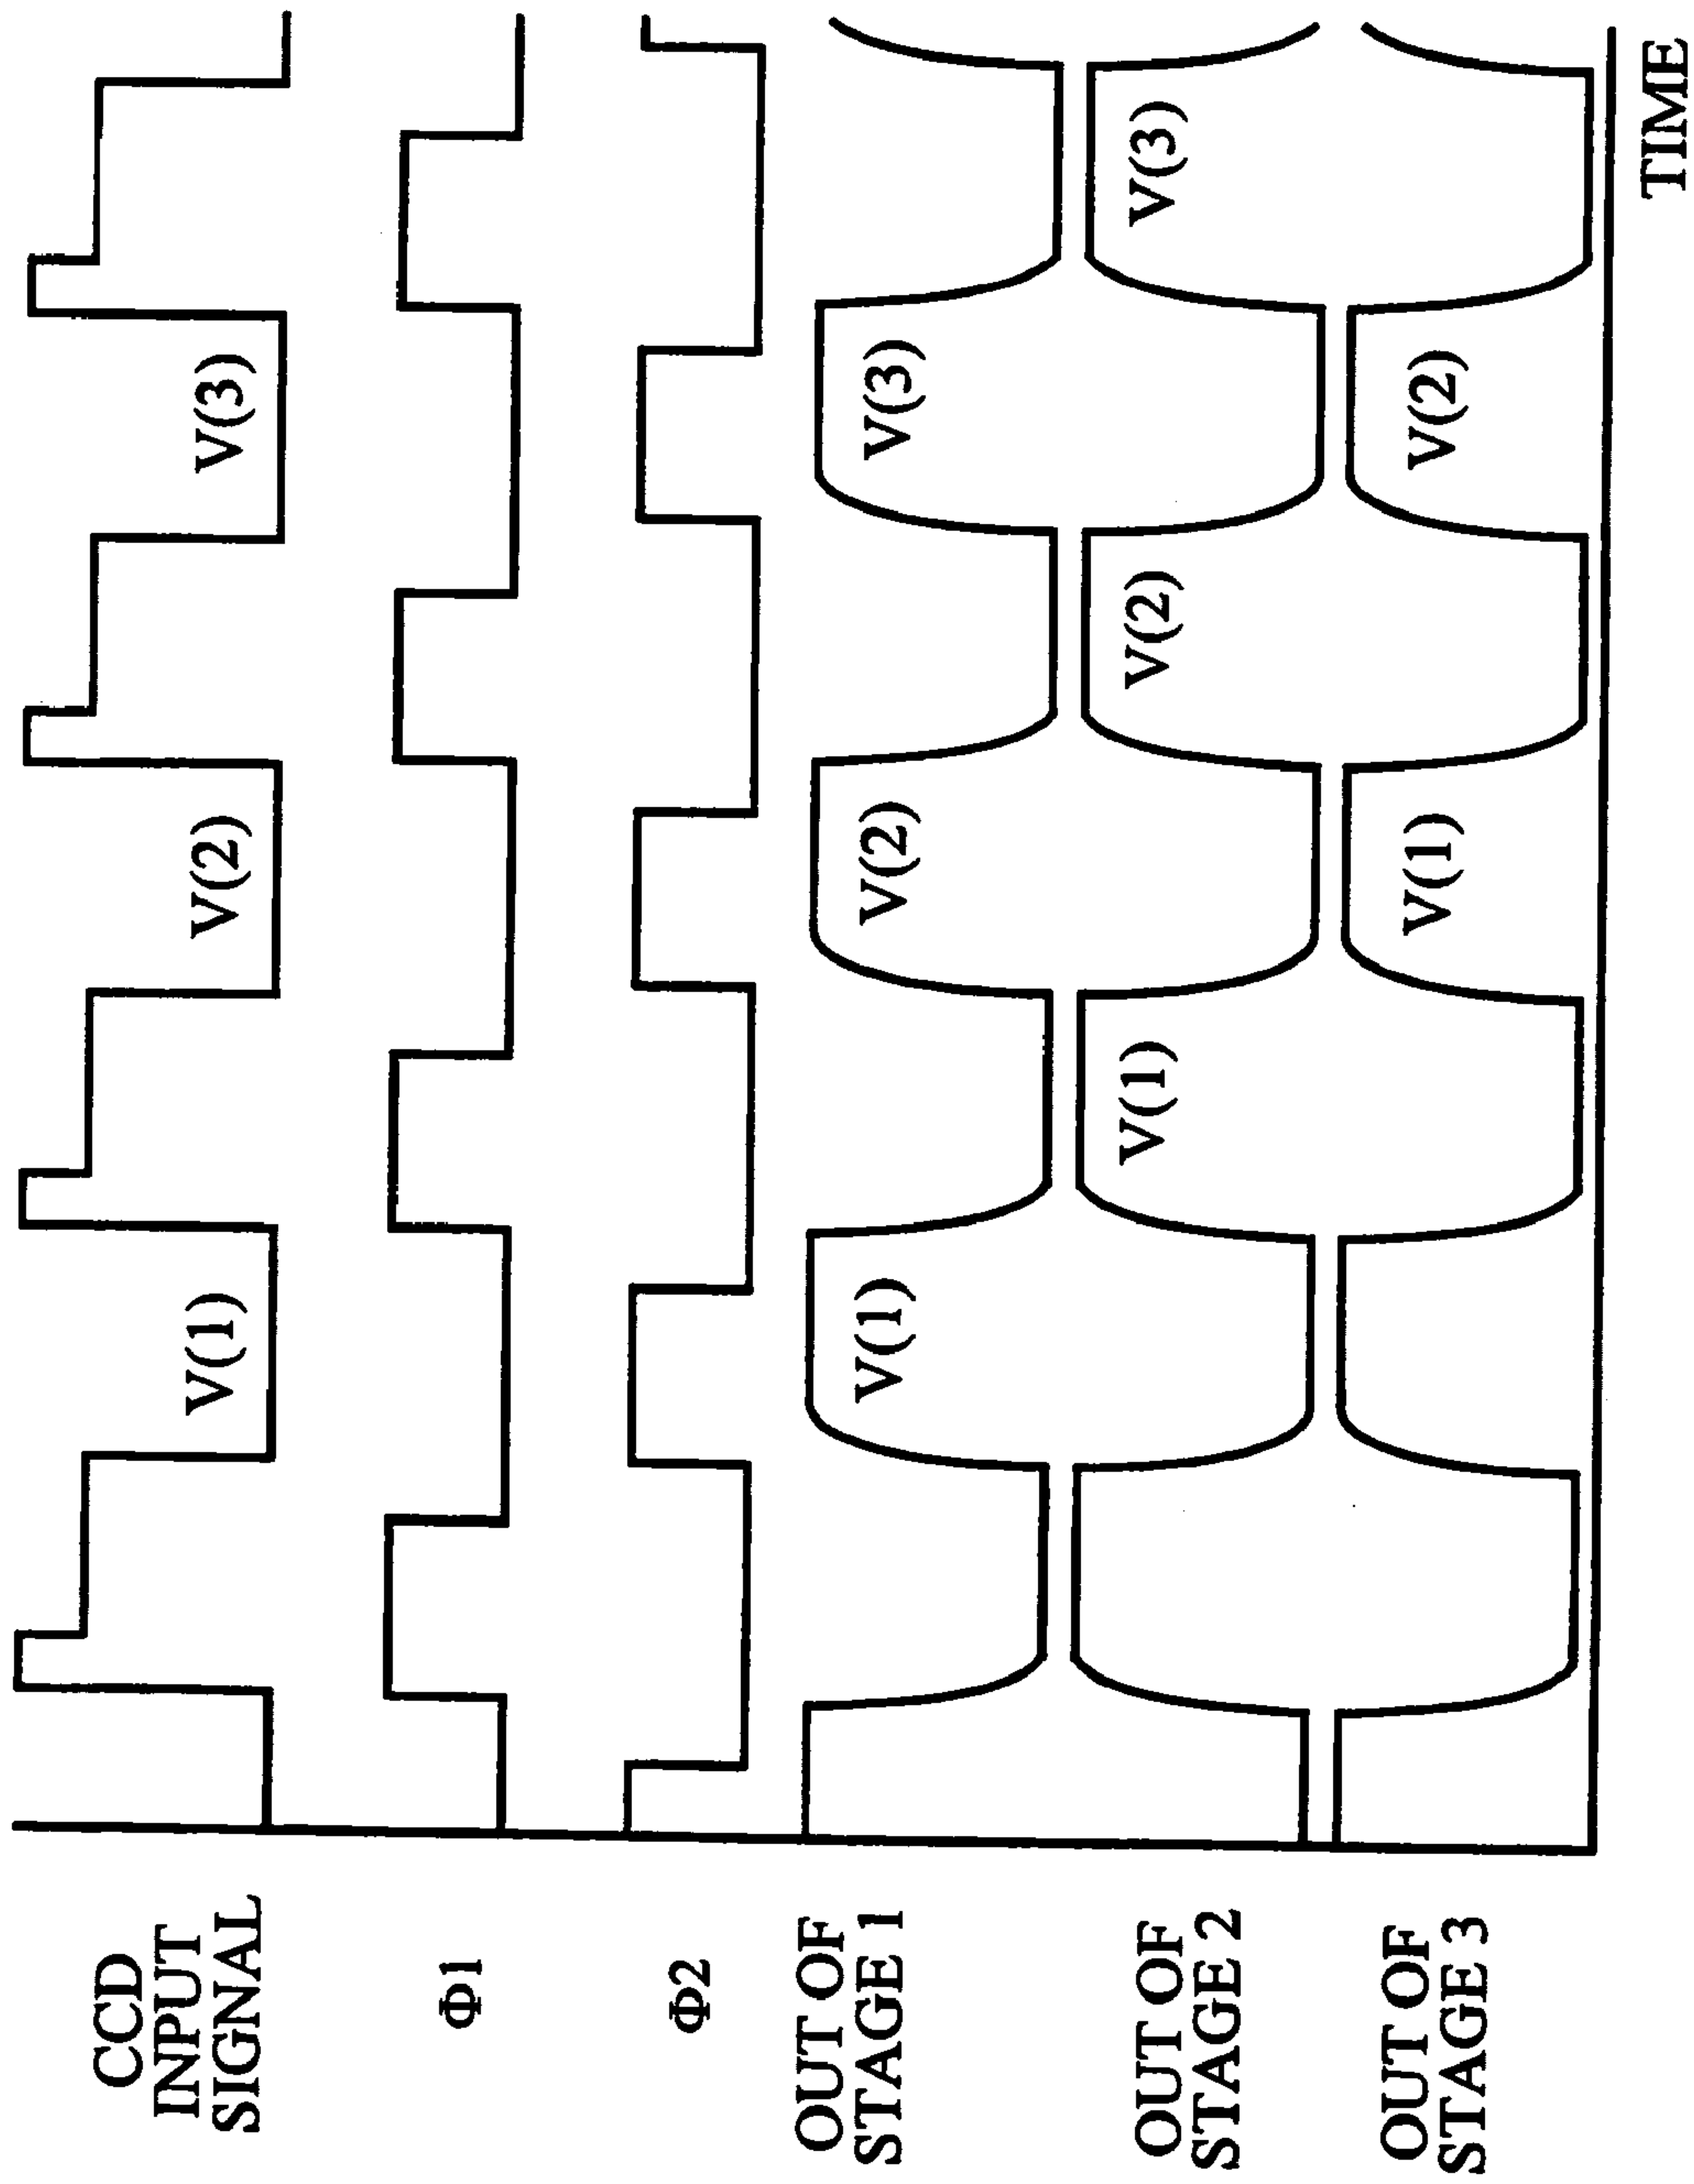 CCD
INPUT
SIGNAL
V(1)
V(2)
V(3)
Φ1
Φ2
OUT OF
STAGE 1
V(1)
V(2)
V(3)
OUT OF
STAGE 2
V(1)
V(2)
V(3)
OUT OF
STAGE 3
V(1)
V(2)
TIME